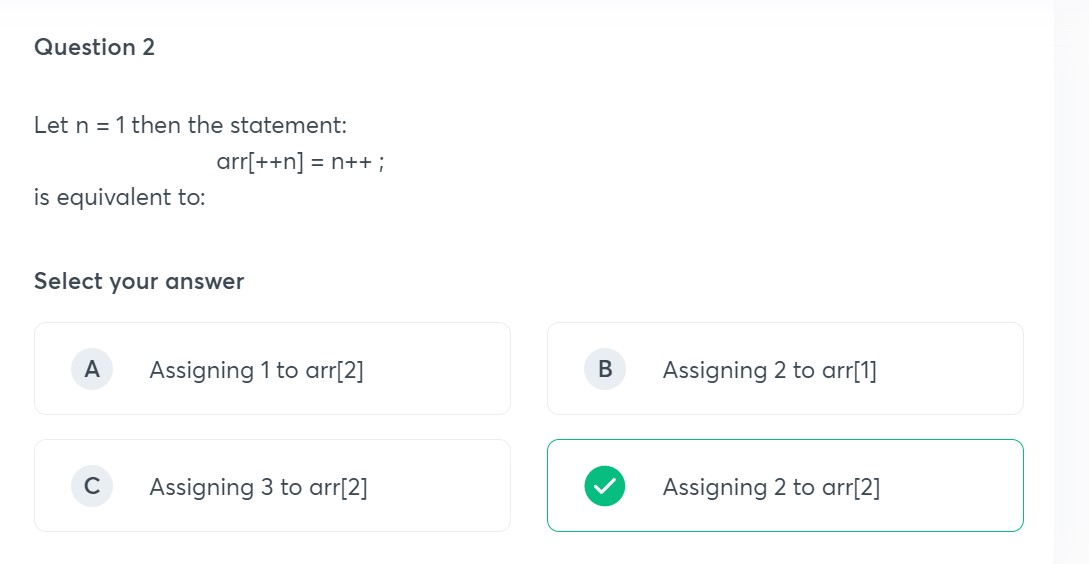 Question 2
Let n = 1 then the statement:
arr[++n] = n++ ;
is equivalent to:
Select your answer
A Assigning 1 to arr[2]
B Assigning 2 to arr[1]
C Assigning 3 to arr[2]
Assigning 2 to arr[2]